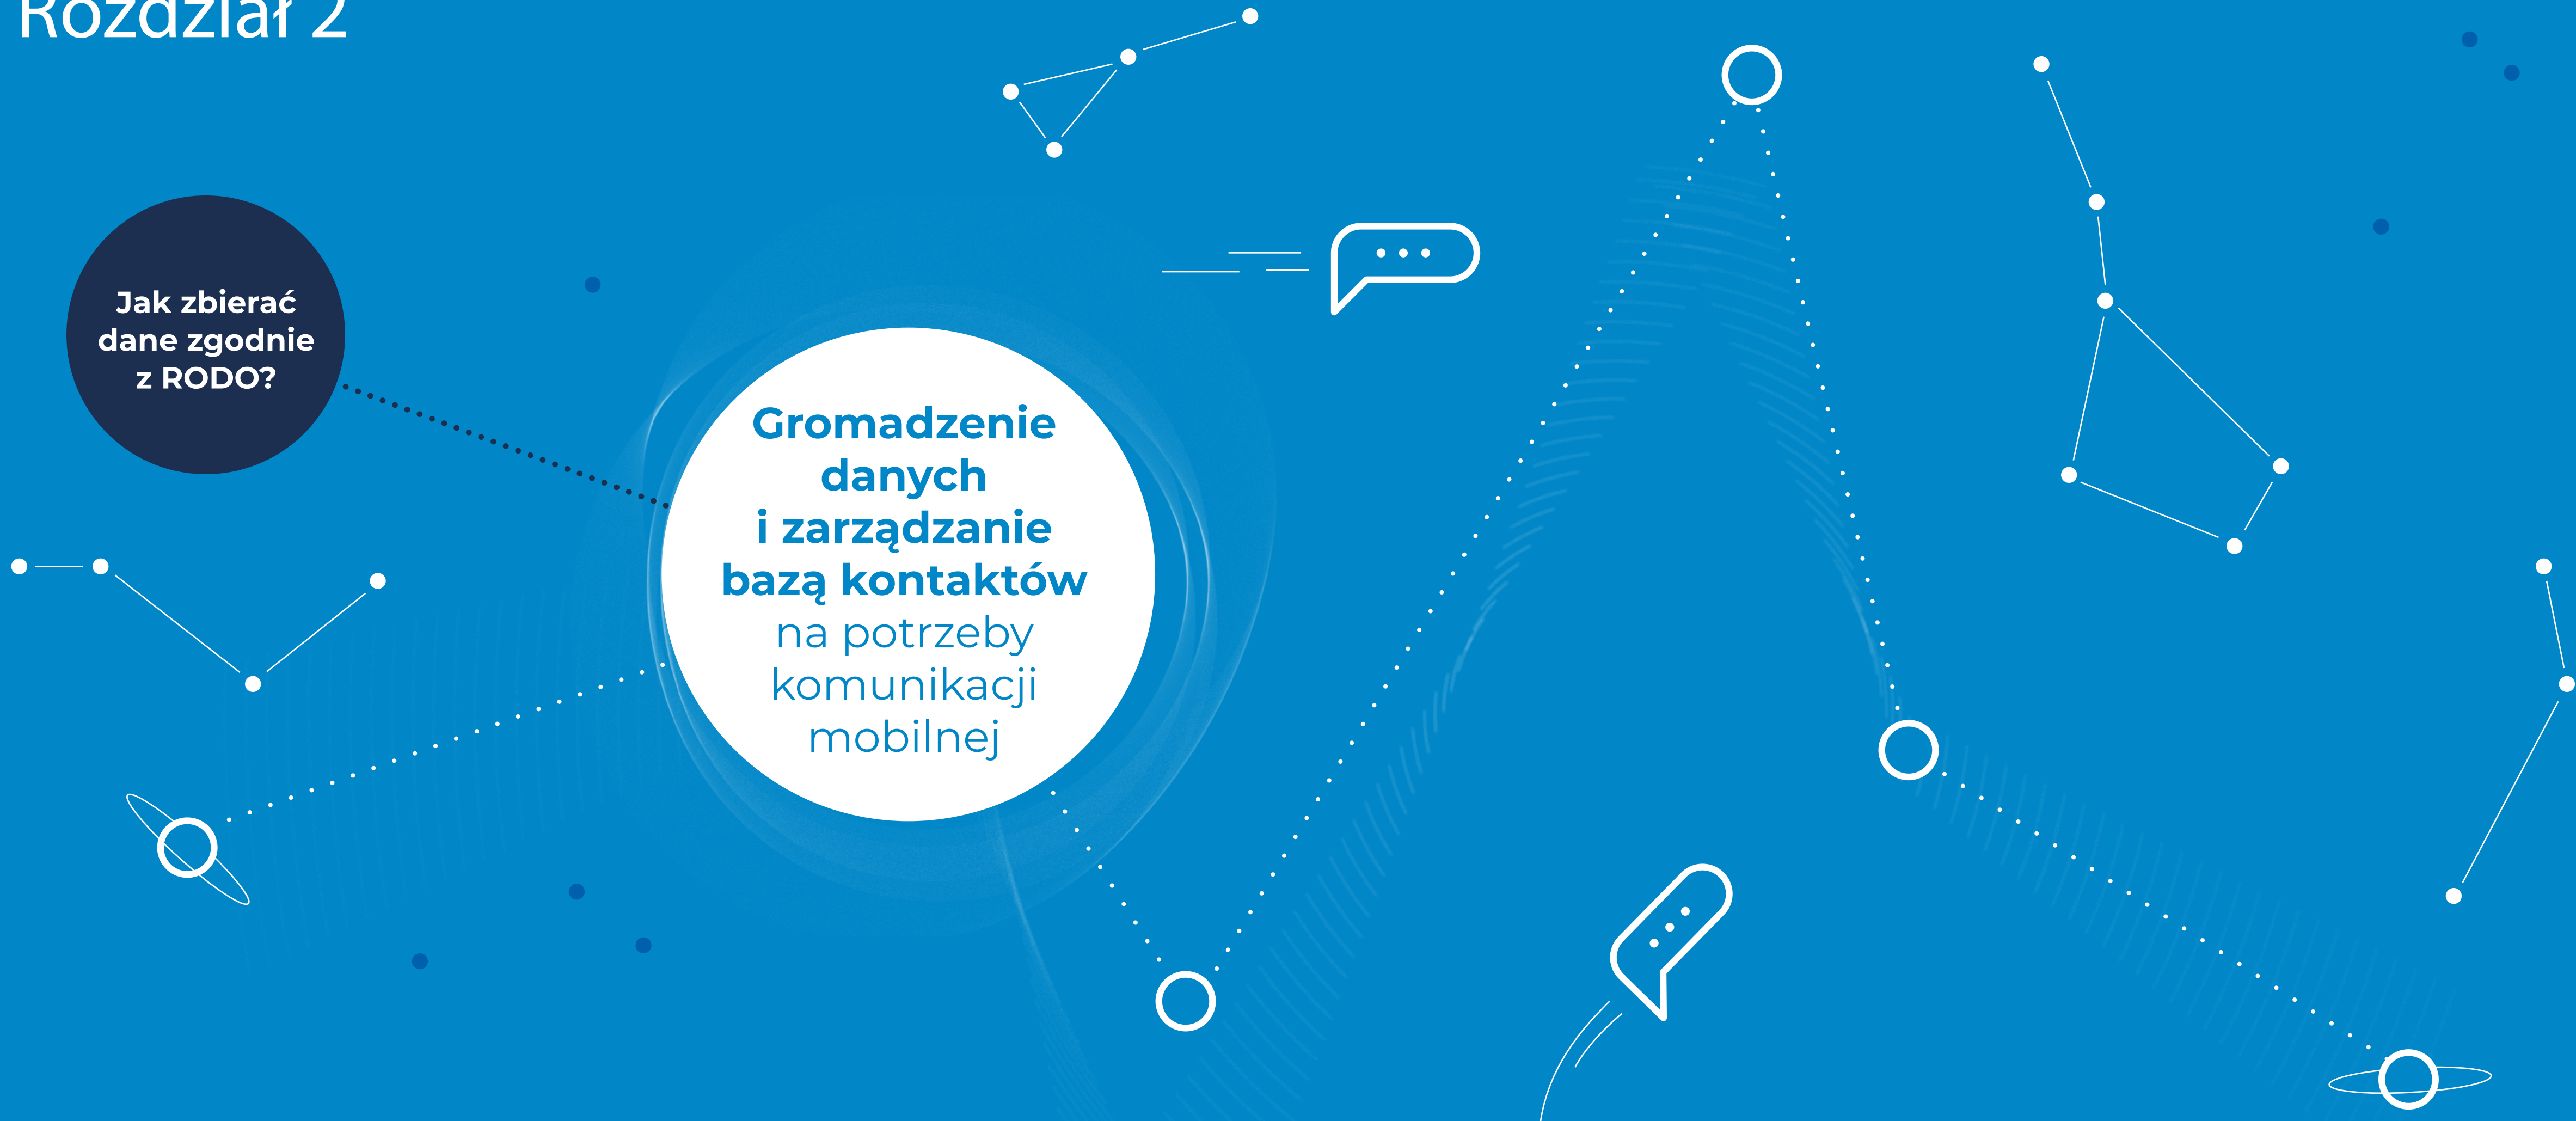 Rozdział 2
Jak zbierać
dane zgodnie
z RODO?
Gromadzenie
danych
i zarządzanie
bazą kontaktów
na potrzeby
komunikacji
mobilnej